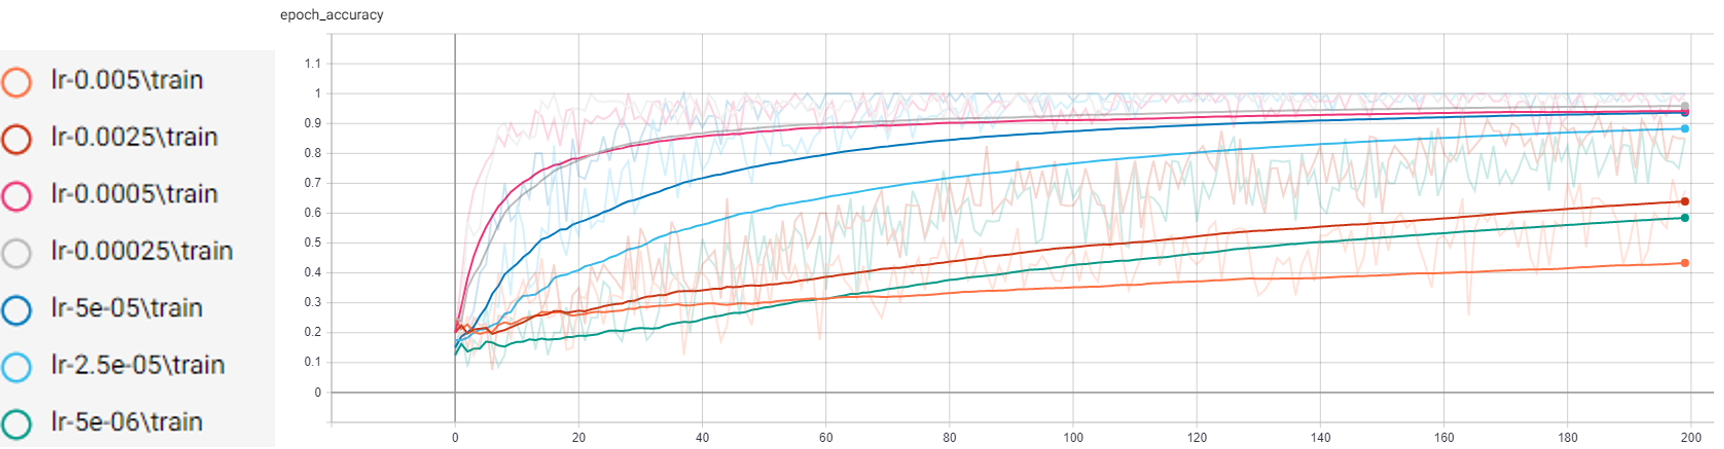 epoch_accuracy
lr-0.005\train
lr-0.0025\train
lr-0.0005\train
lr-0.00025\train
lr-5e-05\train
lr-2.5e-05\train
lr-5e-06\train
1.1
1
0.9
0.8
0.7
0.6
0.5
0.4
0.3
0.2
0.1
0
0 20 40 60 80 100 120 140 160 180 200